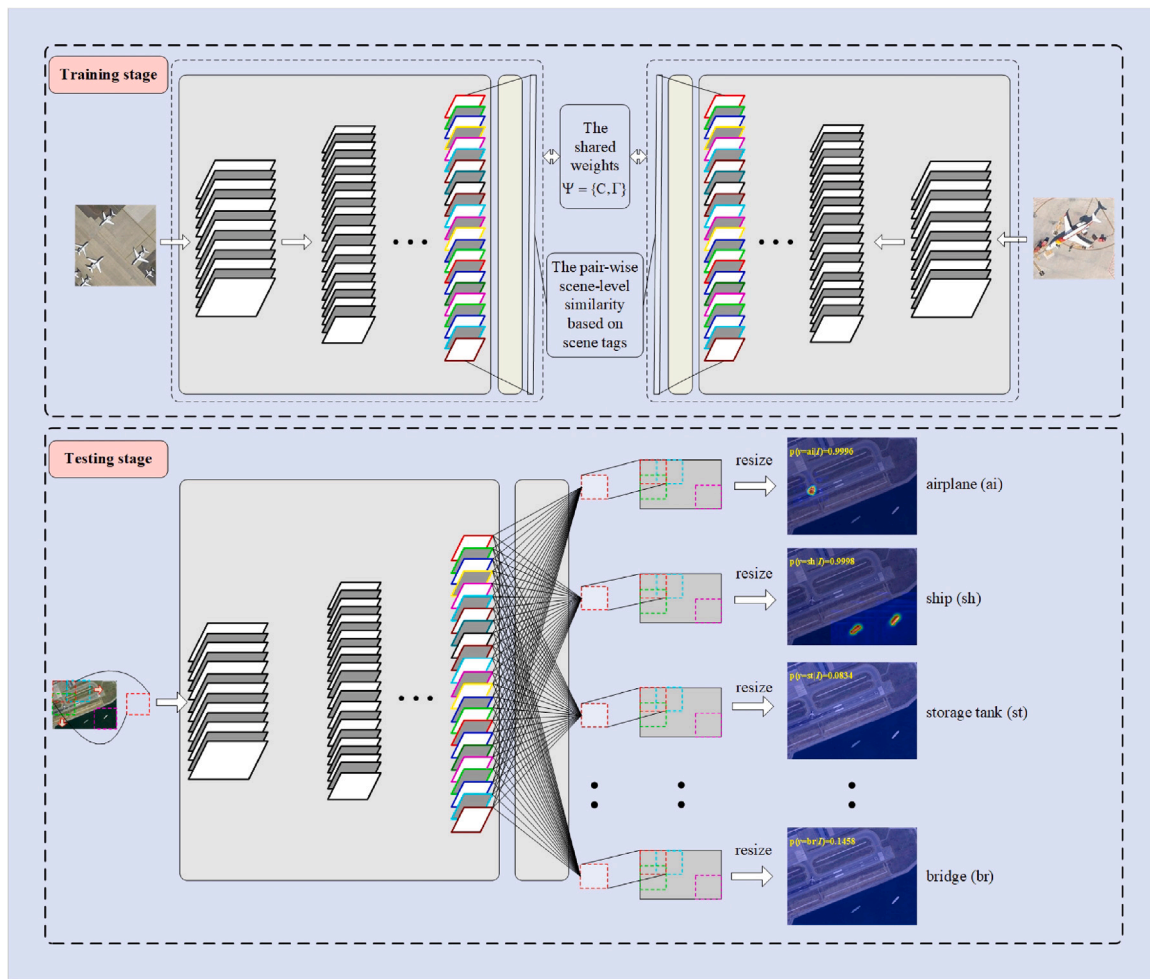 Training stage
The
shared
weights
Ψ = {C,Γ}
The pair-wise
scene-level
similarity
based on
scene tags
Testing stage
resize
p(r=ai|I)=0.9996
airplane (ai)
resize
p(r=sh|I)=0.9998
ship (sh)
resize
p(r=st|I)=0.0834
storage tank (st)
resize
p(r=br|I)=0.1458
bridge (br)